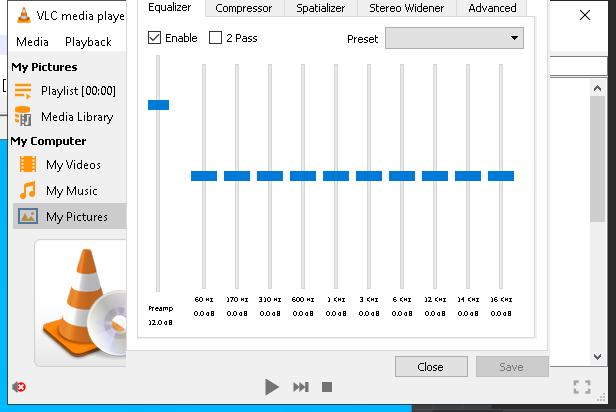 VLC media playe
Media Playback
My Pictures
Playlist [00:00]
Media Library
My Computer
My Videos
My Music
My Pictures
Equalizer Compressor Spatializer Stereo Widener Advanced
Enable 2 Pass Preset
Preamp 60 Hz 170 Hz 310 Hz 600 Hz 1 KHz 3 KHz 6 KHz 12 KHz 14 KHz 16 KHz
12.0 dB 0.0 dB 0.0 dB 0.0 dB 0.0 dB 0.0 dB 0.0 dB 0.0 dB 0.0 dB 0.0 dB 0.0 dB
Close Save